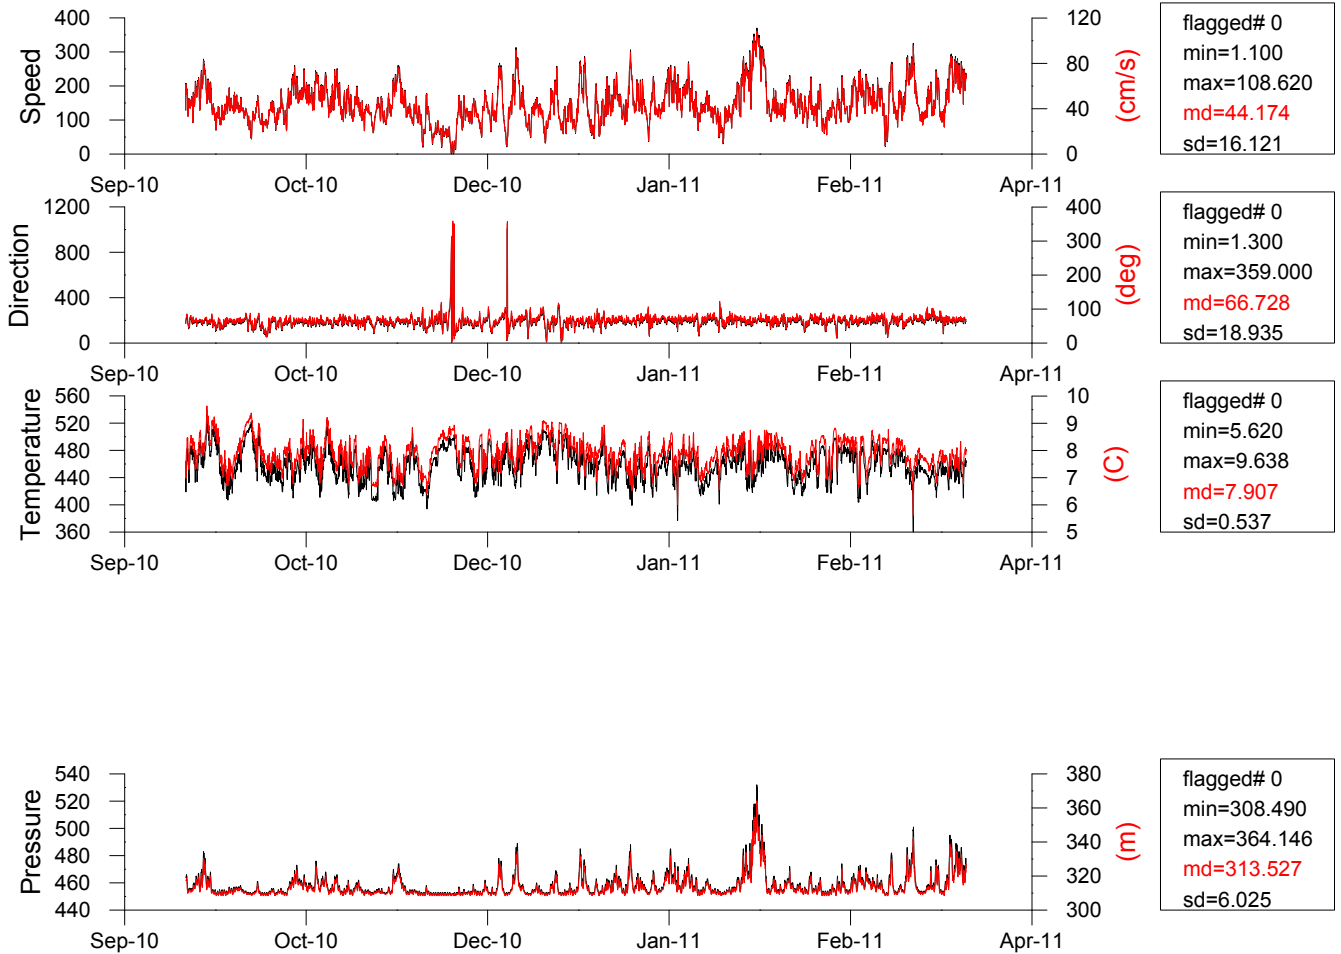 Speed
400
300
200
100
0
120
80
40
0
(cm/s)
Sep-10 Oct-10 Dec-10 Jan-11 Feb-11 Apr-11
flagged# 0
min=1.100
max=108.620
md=44.174
sd=16.121
Direction
1200
800
400
0
400
300
200
100
0
(deg)
Sep-10 Oct-10 Dec-10 Jan-11 Feb-11 Apr-11
flagged# 0
min=1.300
max=359.000
md=66.728
sd=18.935
Temperature
560
520
480
440
400
360
10
9
8
7
6
5
(C)
Sep-10 Oct-10 Dec-10 Jan-11 Feb-11 Apr-11
flagged# 0
min=5.620
max=9.638
md=7.907
sd=0.537
Pressure
540
520
500
480
460
440
380
360
340
320
300
(m)
Sep-10 Oct-10 Dec-10 Jan-11 Feb-11 Apr-11
flagged# 0
min=308.490
max=364.146
md=313.527
sd=6.025